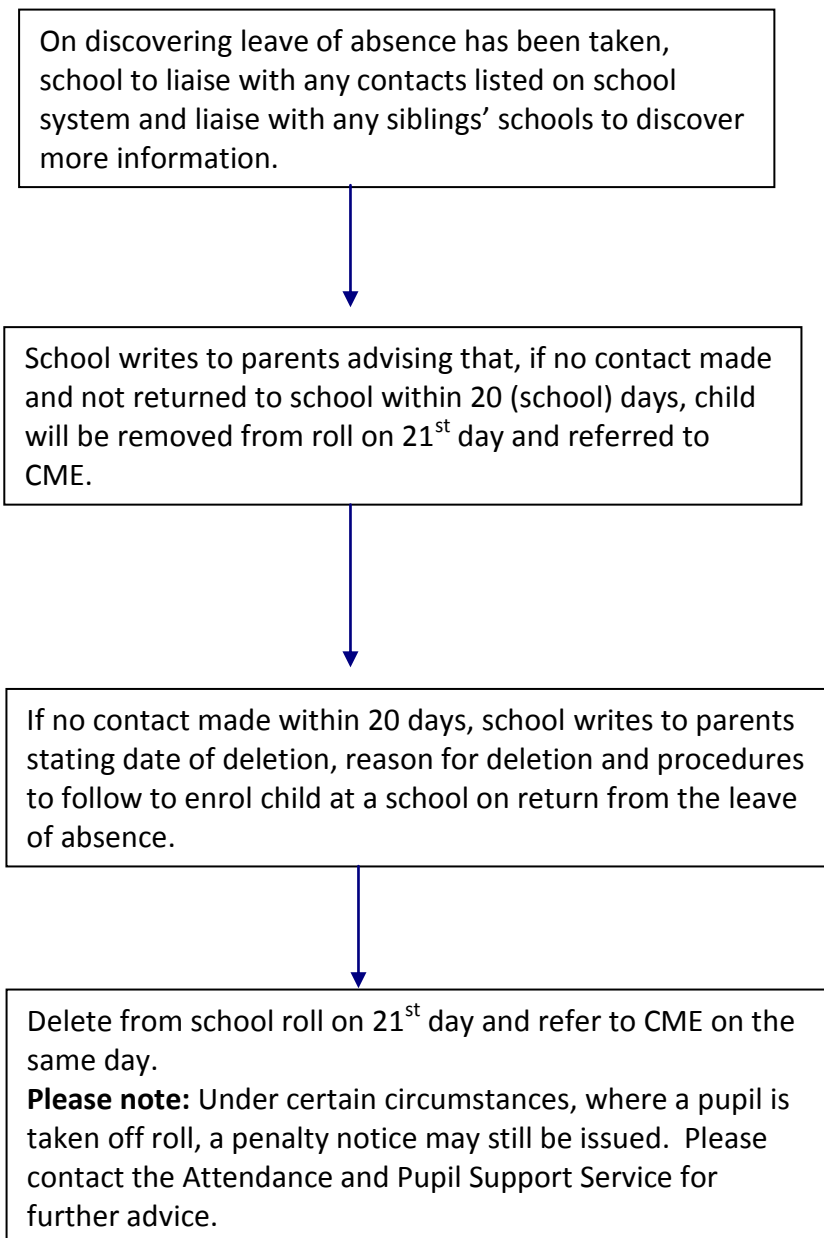 On discovering leave of absence has been taken,
school to liaise with any contacts listed on school
system and liaise with any siblings’ schools to discover
more information.
School writes to parents advising that, if no contact made
and not returned to school within 20 (school) days, child
will be removed from roll on 21st day and referred to
CME.
If no contact made within 20 days, school writes to parents
stating date of deletion, reason for deletion and procedures
to follow to enrol child at a school on return from the leave
of absence.
Delete from school roll on 21st day and refer to CME on the
same day.
Please note: Under certain circumstances, where a pupil is
taken off roll, a penalty notice may still be issued.  Please
contact the Attendance and Pupil Support Service for
further advice.